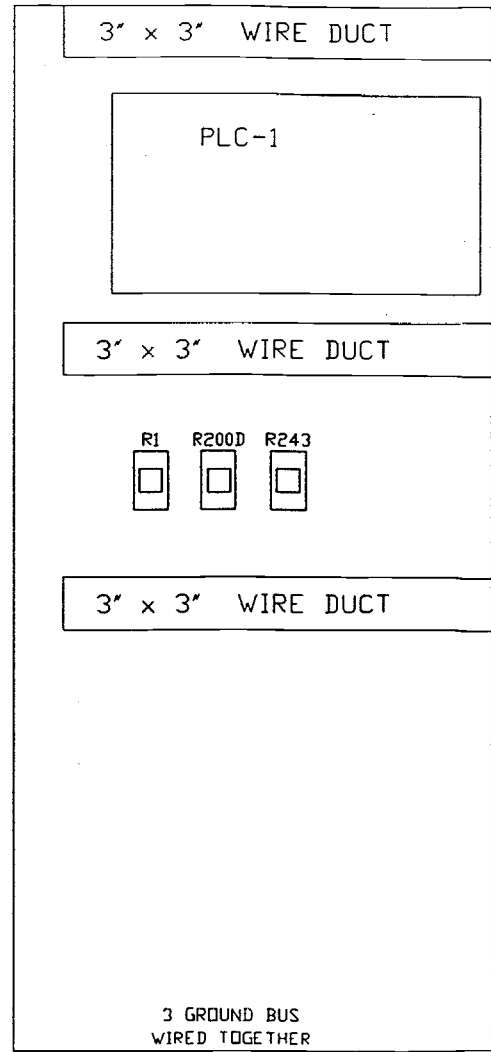 3" x 3" WIRE DUCT
PLC-1
3" x 3" WIRE DUCT
R1 R200D R243
3" x 3" WIRE DUCT
3 GROUND BUS
WIRED TOGETHER